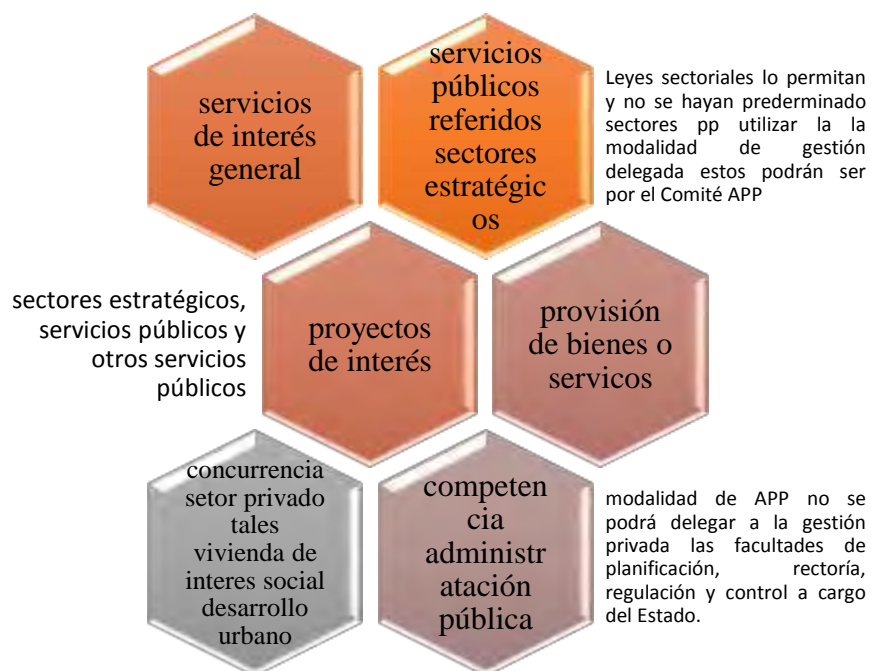 servicios
de interés
general
servicios
públicos
referidos
sectores
estratégic
os
Leyes sectoriales lo permitan
y no se hayan prederminado
sectores pp utilizar la la
modalidad de gestión
delegada estos podrán ser
por el Comité APP
sectores estratégicos,
servicios públicos y
otros servicios
públicos
proyectos
de interés
provisión
de bienes o
servicos
concurrencia
setor privado
tales
vivienda de
interes social
desarrollo
urbano
competen
cia
administr
atación
pública
modalidad de APP no se
podrá delegar a la gestión
privada las facultades de
planificación, rectoría,
regulación y control a cargo
del Estado.